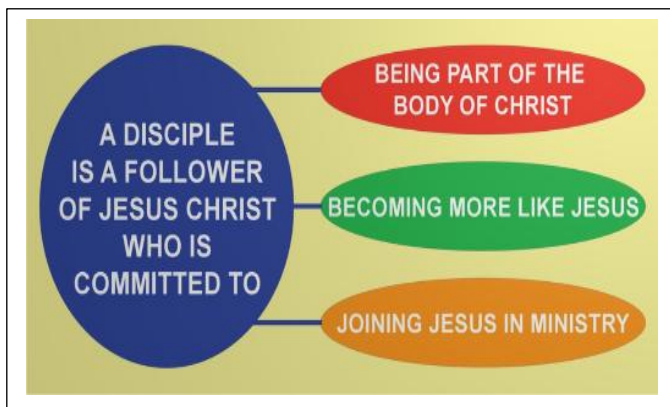 A DISCIPLE
IS A FOLLOWER
OF JESUS CHRIST
WHO IS
COMMITTED TO
BEING PART OF THE
BODY OF CHRIST
BECOMING MORE LIKE JESUS
JOINING JESUS IN MINISTRY